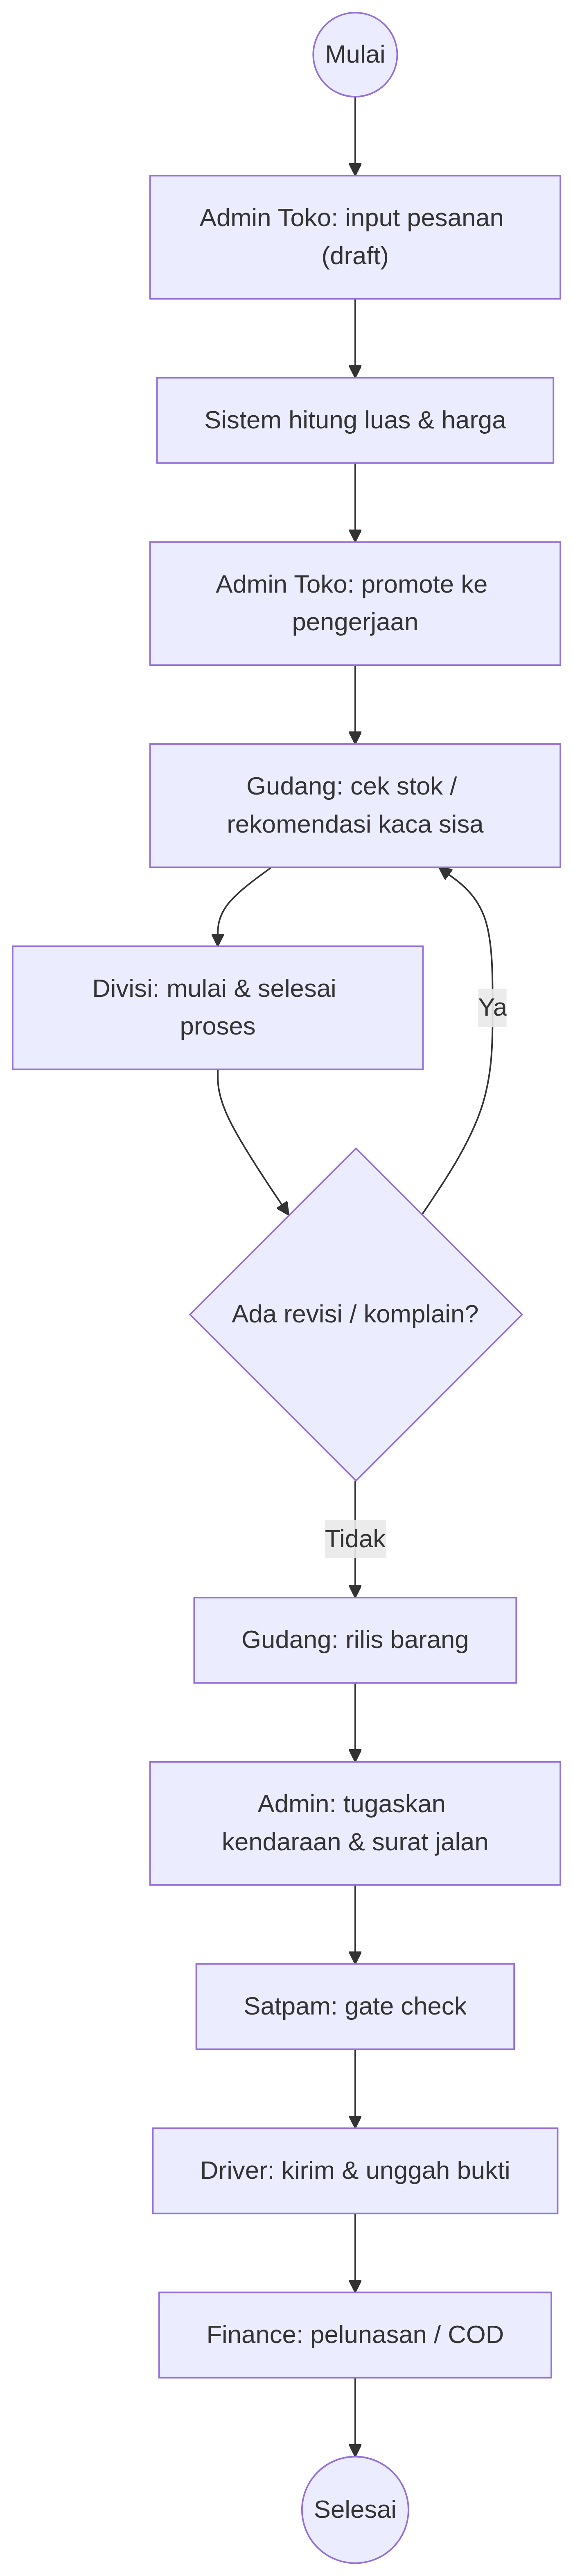 Mulai
Admin Toko: input pesanan
(draft)
Sistem hitung luas & harga
Admin Toko: promote ke
pengerjaan
Gudang: cek stok /
rekomendasi kaca sisa
Divisi: mulai & selesai
proses
Ya
Ada revisi / komplain?
Tidak
Gudang: rilis barang
Admin: tugaskan
kendaraan & surat jalan
Satpam: gate check
Driver: kirim & unggah bukti
Finance: pelunasan / COD
Selesai